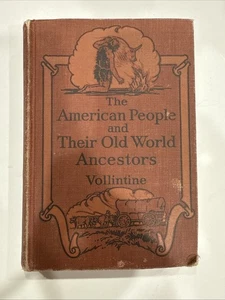 The
American People
and
Their Old World
Ancestors
Vollintine